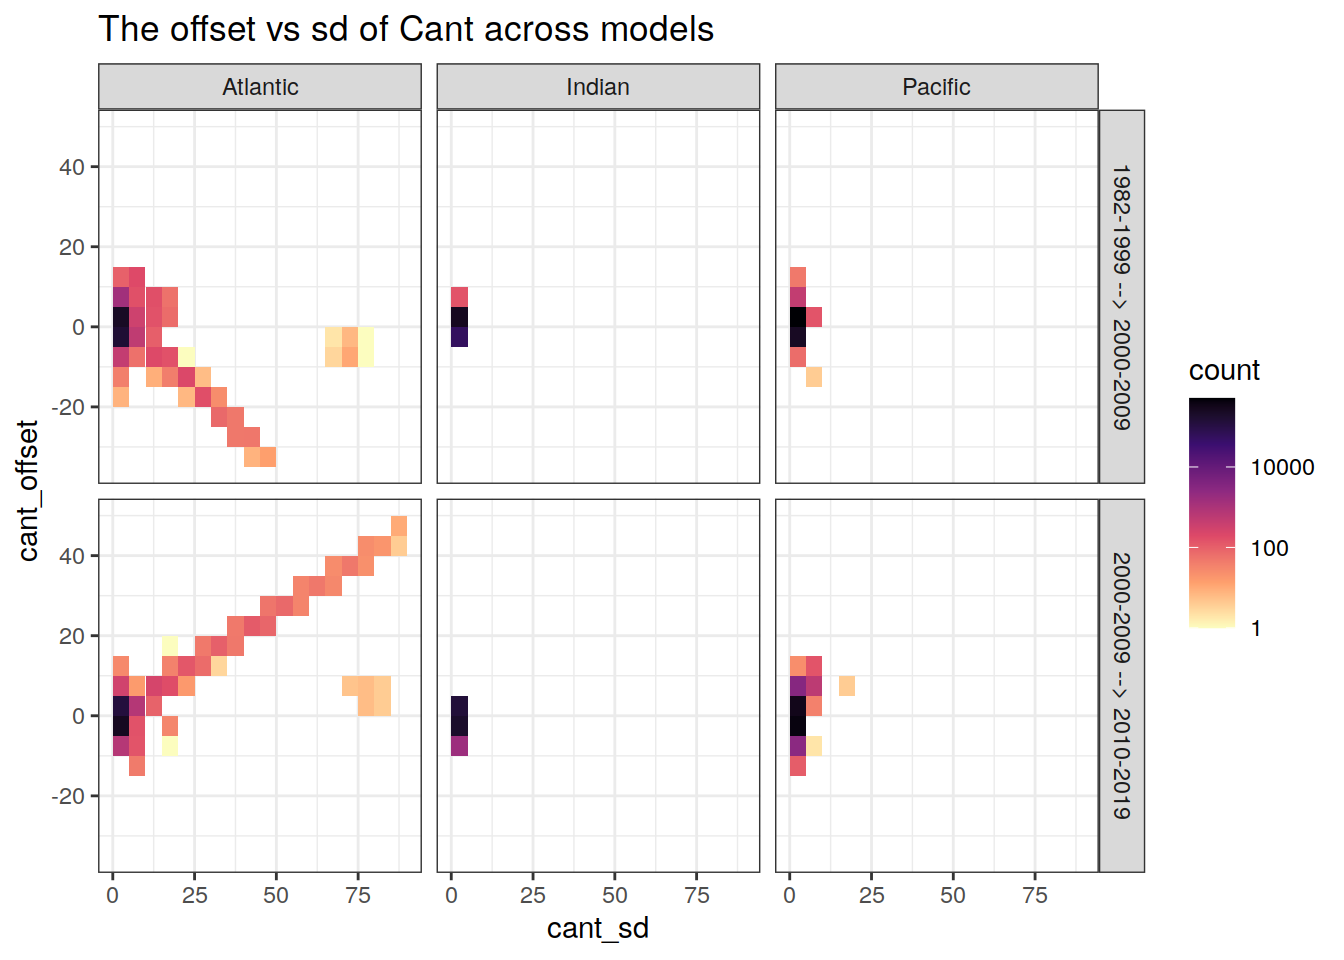 The offset vs sd of Cant across models
Atlantic
Indian
Pacific
40
20
0
-20
1982-1999 --> 2000-2009
40
20
0
-20
2000-2009 --> 2010-2019
cant_offset
0
25
50
75
0
25
50
75
0
25
50
75
cant_sd
count
10000
100
1